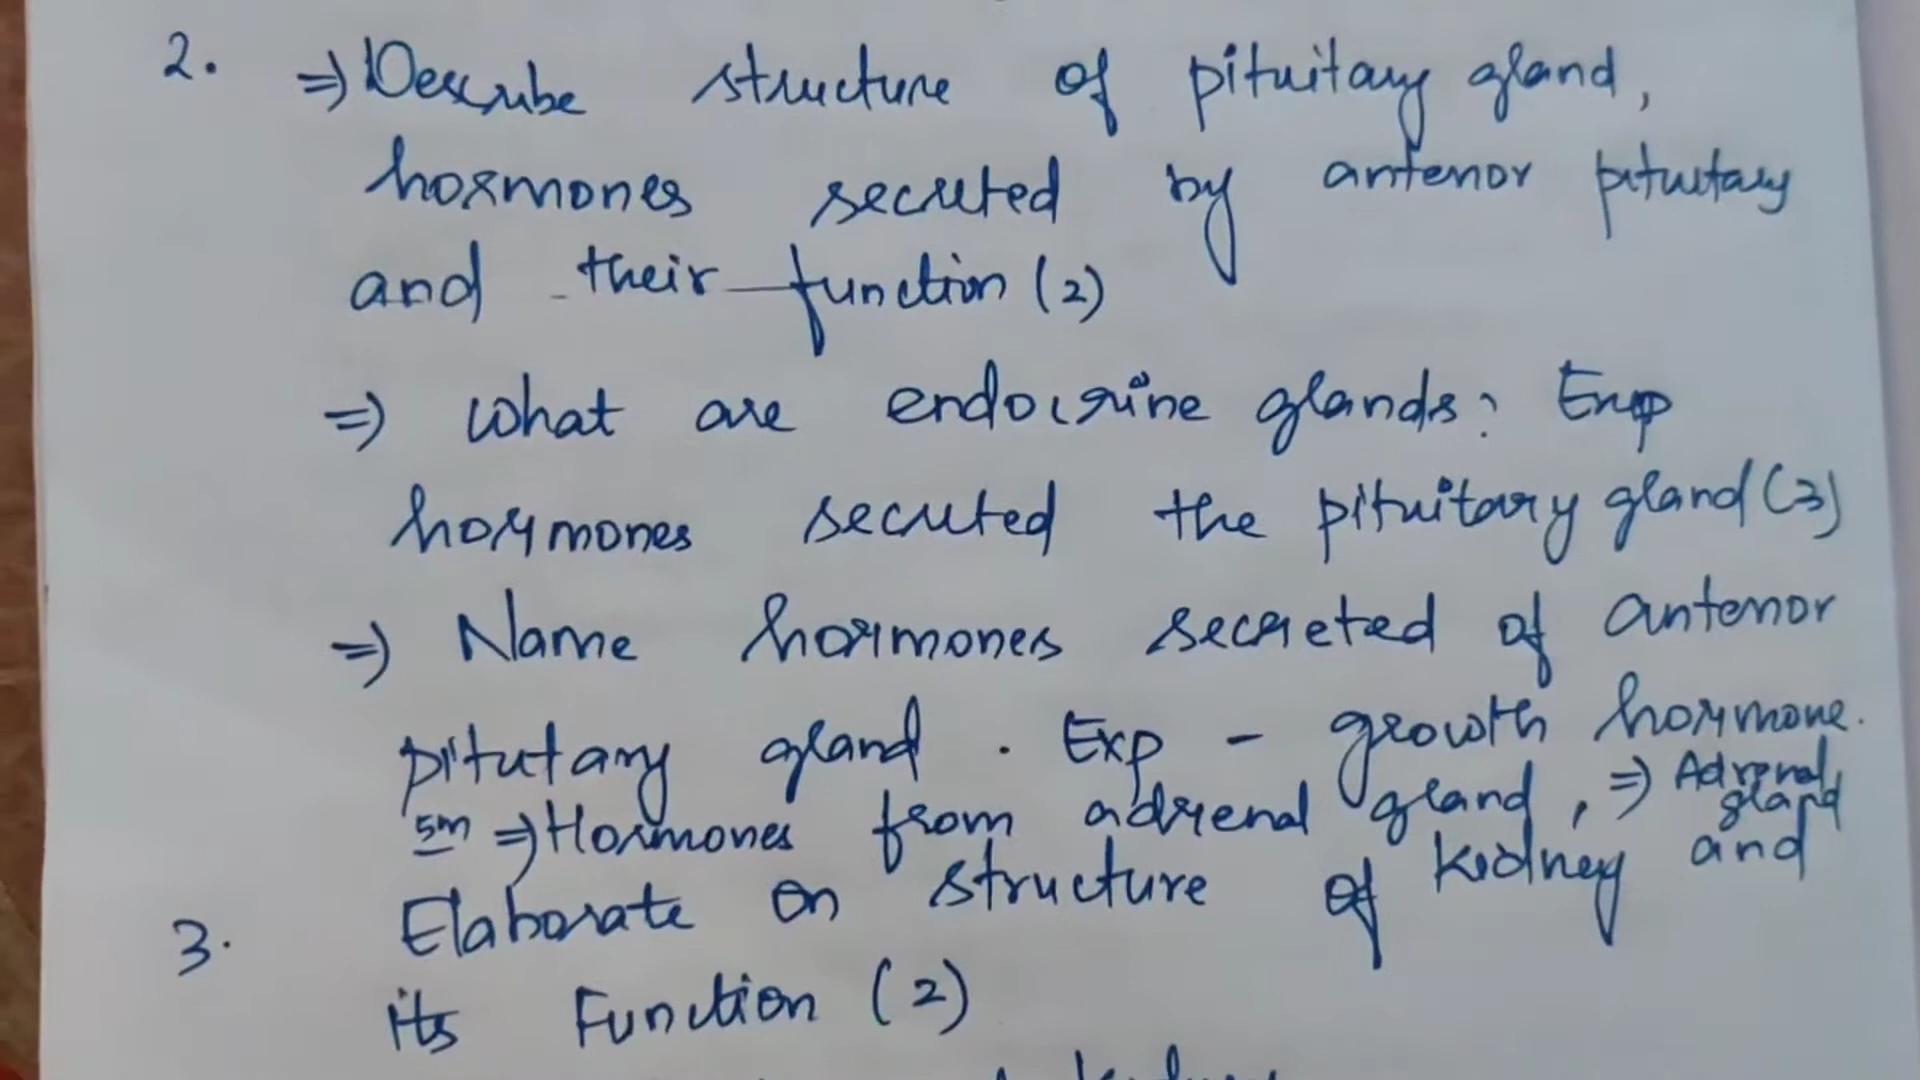 2. ⇒ Describe structure of pituitary gland,
hormones secreted by anterior pituitary
and their function (2)
⇒ What are endocrine glands? Exp
hormones secreted the pituitary gland (3)
⇒ Name hormones secreted of anterior
pitutary gland. Exp - growth hormone.
5m ⇒ Hormones from adrenal gland, ⇒ Adrenal gland
3. Elaborate on structure of kidney and
its Function (2)